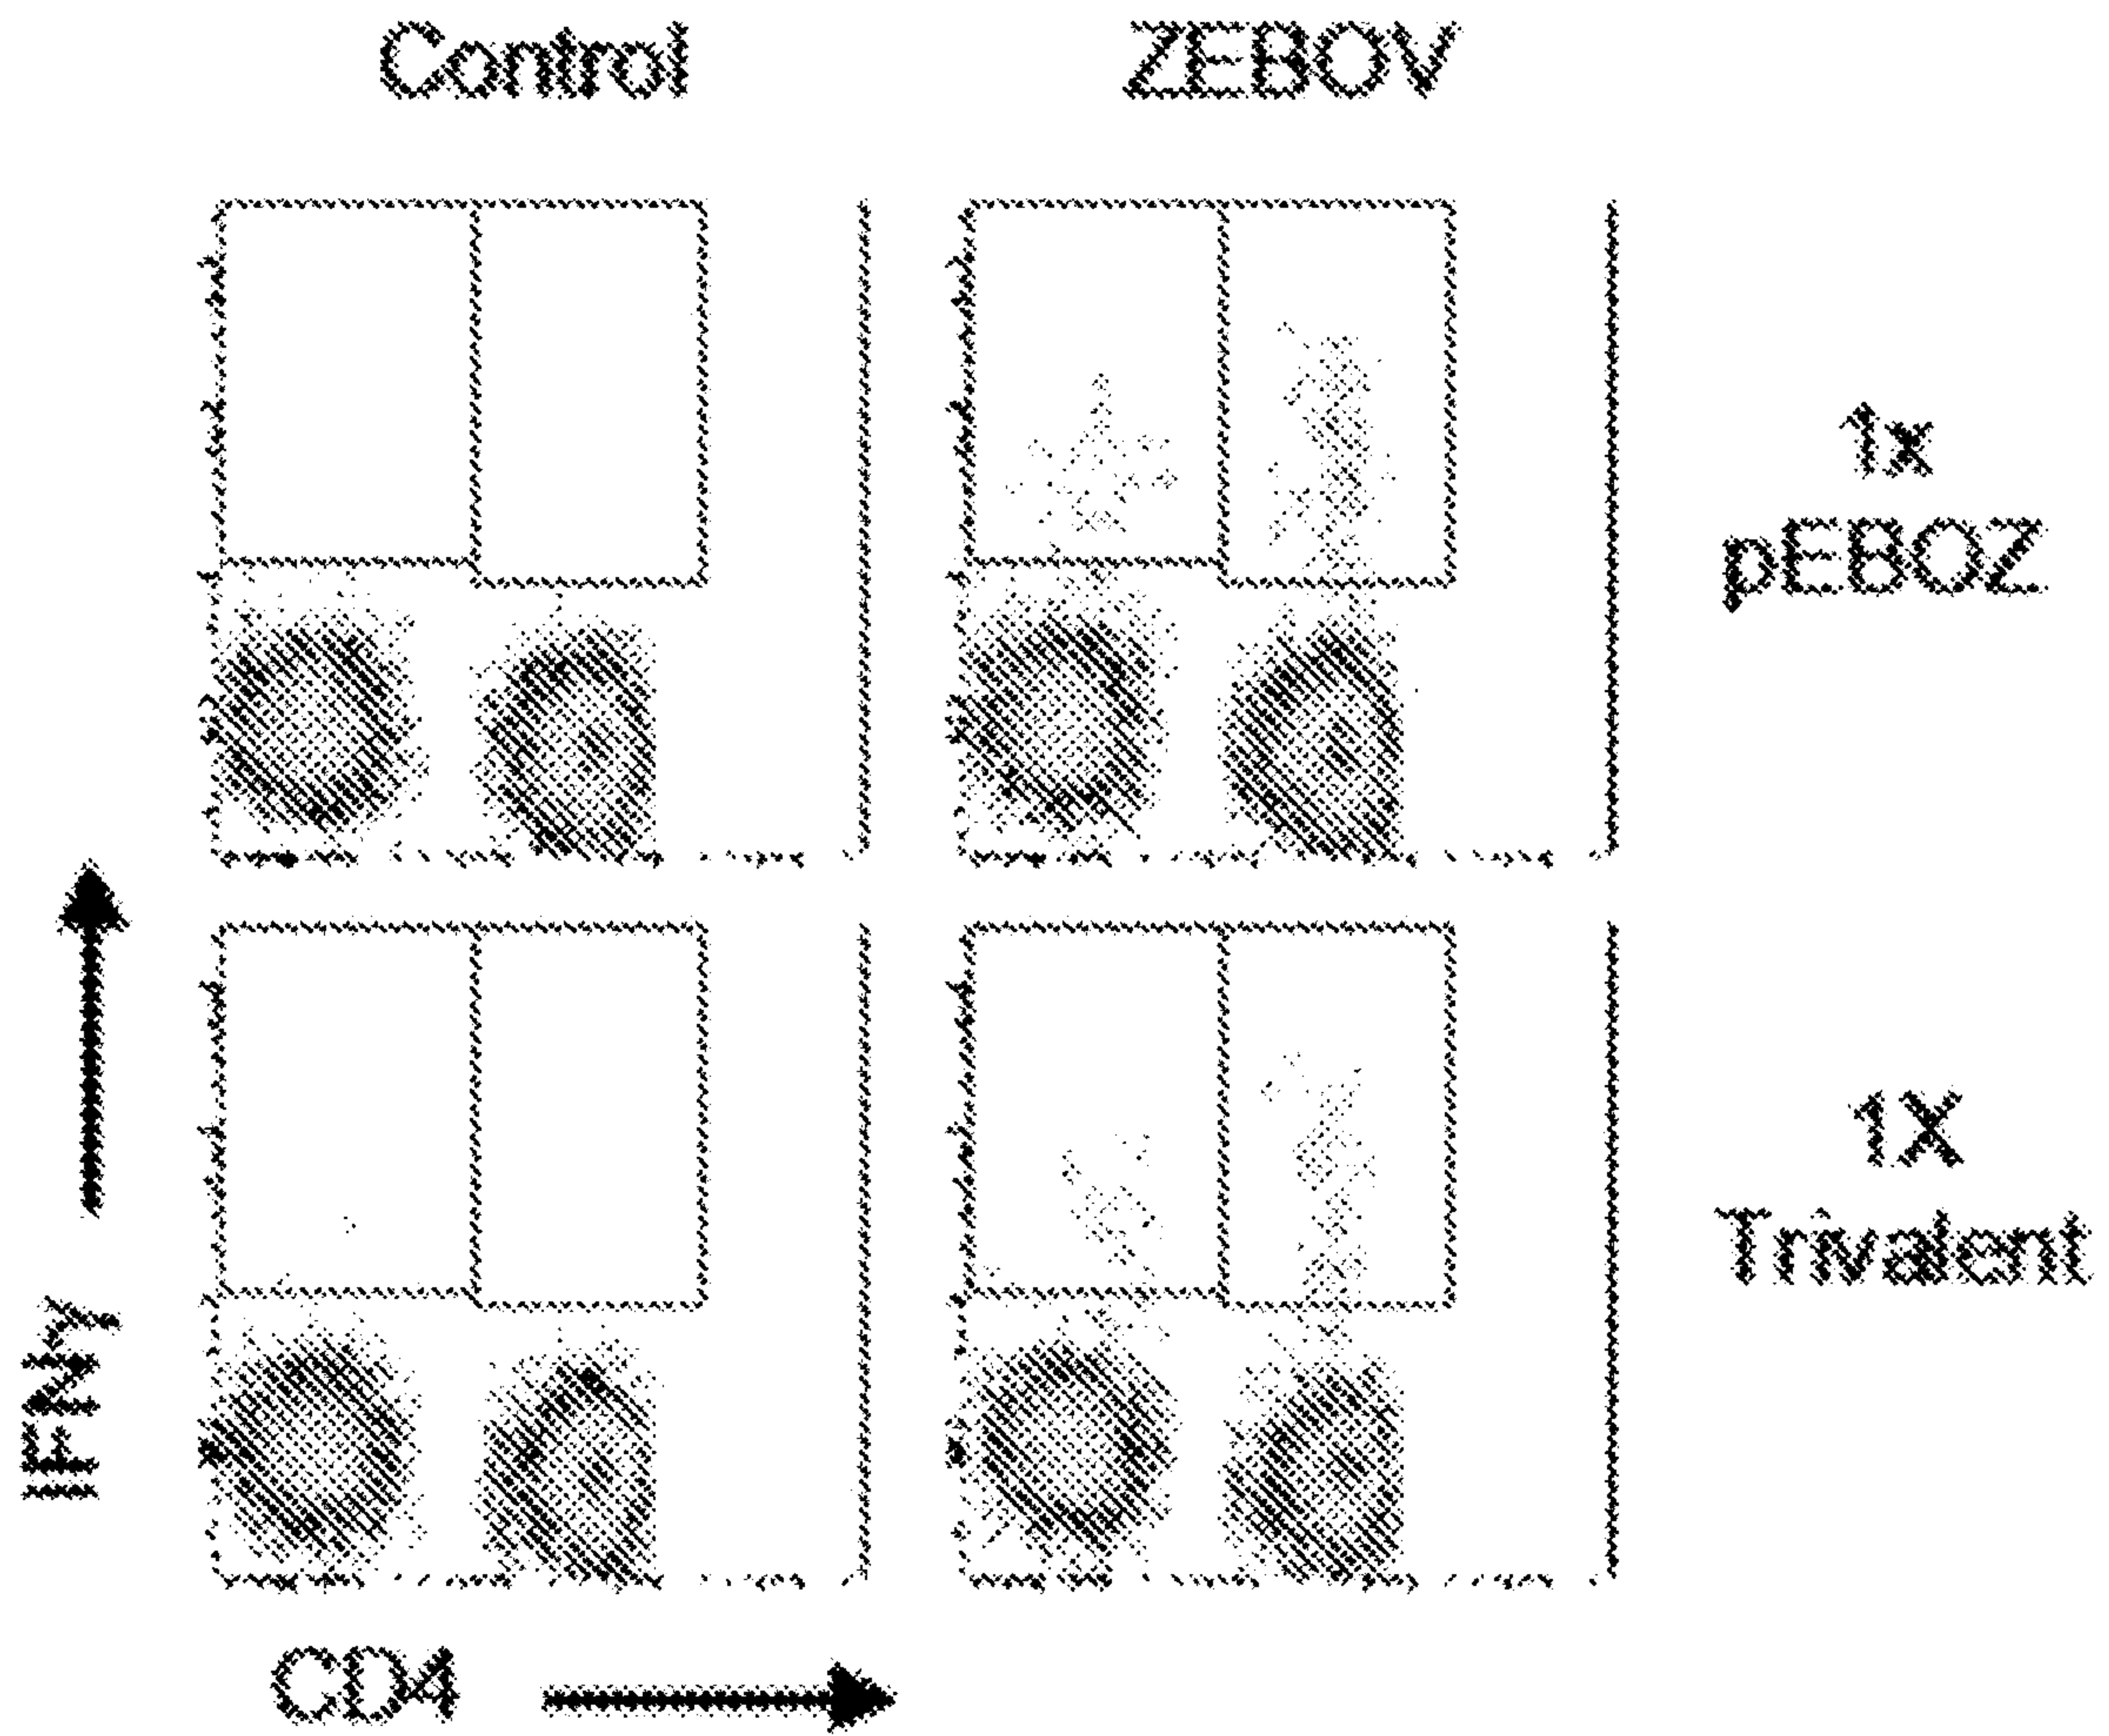 Control
ZEBOV
1x
pEBOZ
1X
Trivalent
IFNγ
CD4